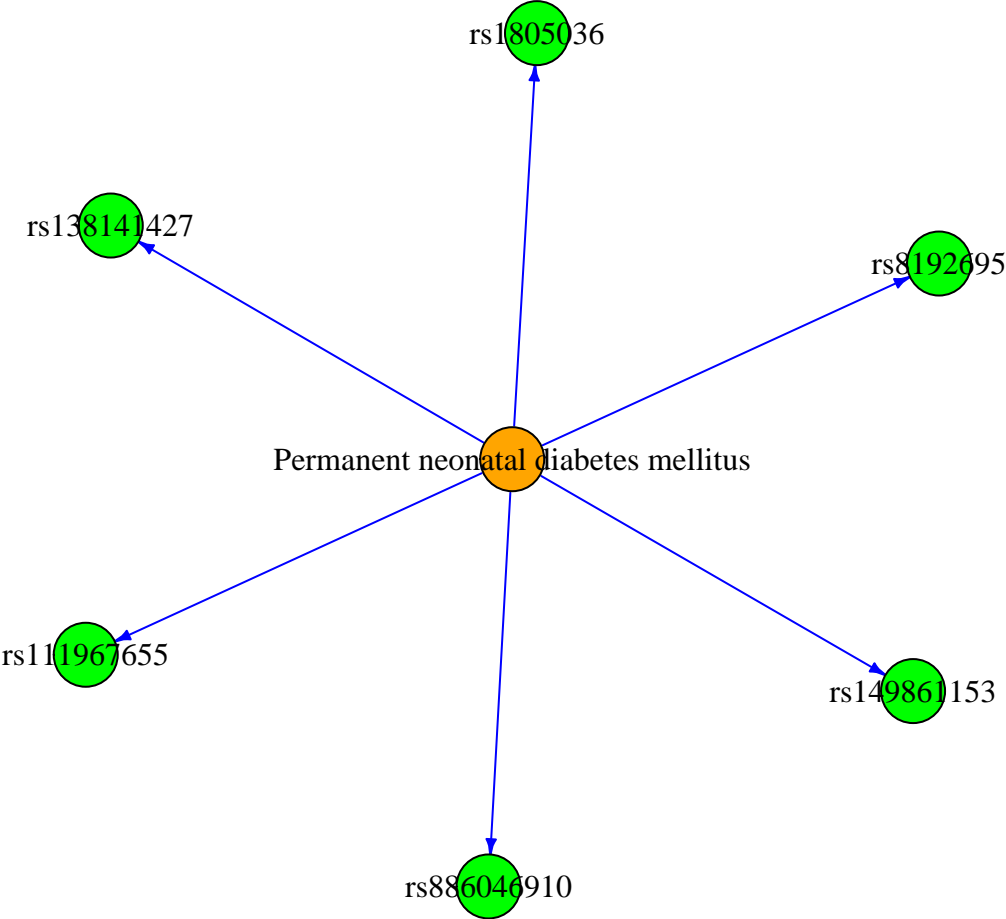 rs1805036
rs138141427
rs8192695
Permanent neonatal diabetes mellitus
rs111967655
rs149861153
rs886046910